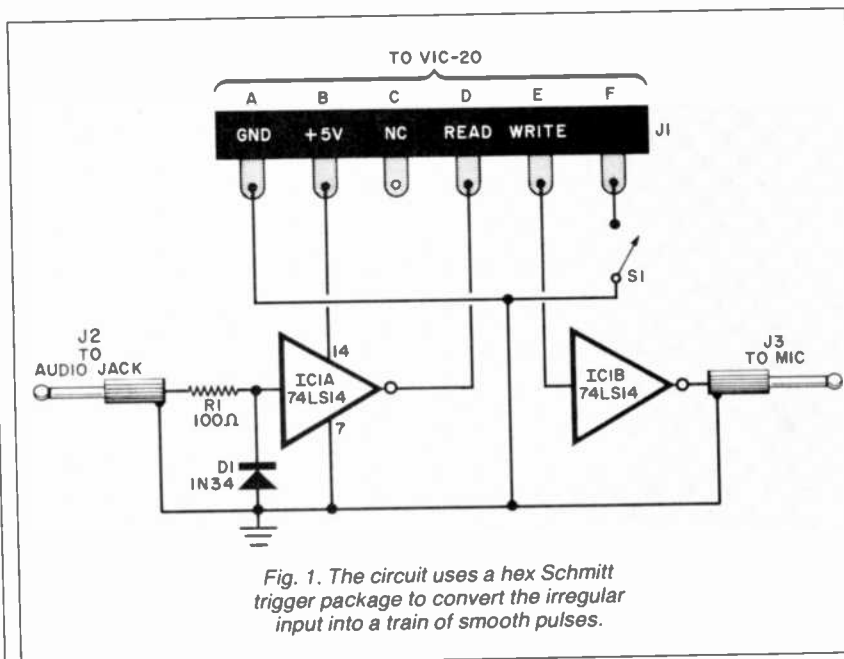 TO VIC-20
A B C D E F
GND +5V NC READ WRITE J1
S1
J2
TO
AUDIO JACK
R1
100Ω
D1
1N34
14
IC1A
74LS14
7
IC1B
74LS14
J3
TO MIC
Fig. 1. The circuit uses a hex Schmitt
trigger package to convert the irregular
input into a train of smooth pulses.